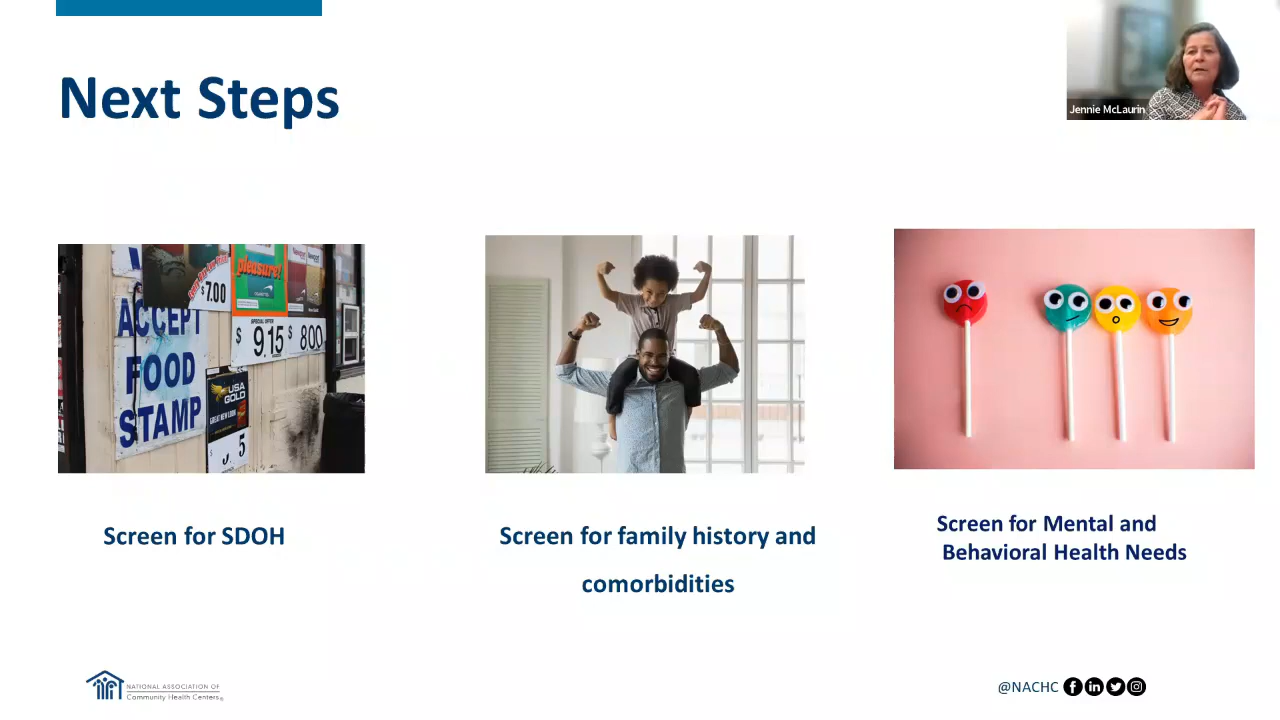 Next Steps
Jennie McLaurin
pleasure!
$7.00
SPECIAL OFFER
$ 9.15 $ 8.00
ACCEPT
FOOD
STAMP
USA
GOLD
GREAT NEW LOOK
Screen for SDOH
Screen for family history and
comorbidities
Screen for Mental and
Behavioral Health Needs
NATIONAL ASSOCIATION OF
Community Health Centers
@NACHC